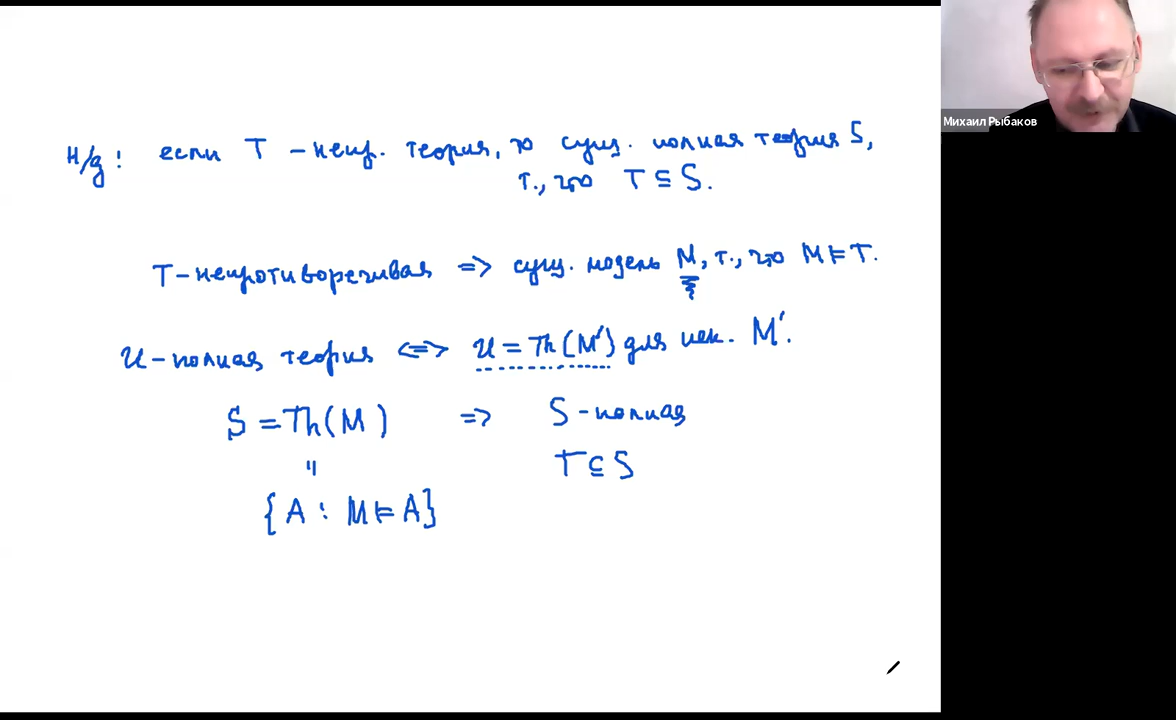 Н/д: если T – непр. теория, то сущ. полная теория S,
т., что T ⊆ S.
T – непротиворечивая => сущ. модель M, т., что M ⊨ T.
U – полная теория <=> U = Th(M') для нек. M'.
S = Th(M) => S – полная
"
T ⊆ S
{A : M ⊨ A}
Михаил Рыбаков